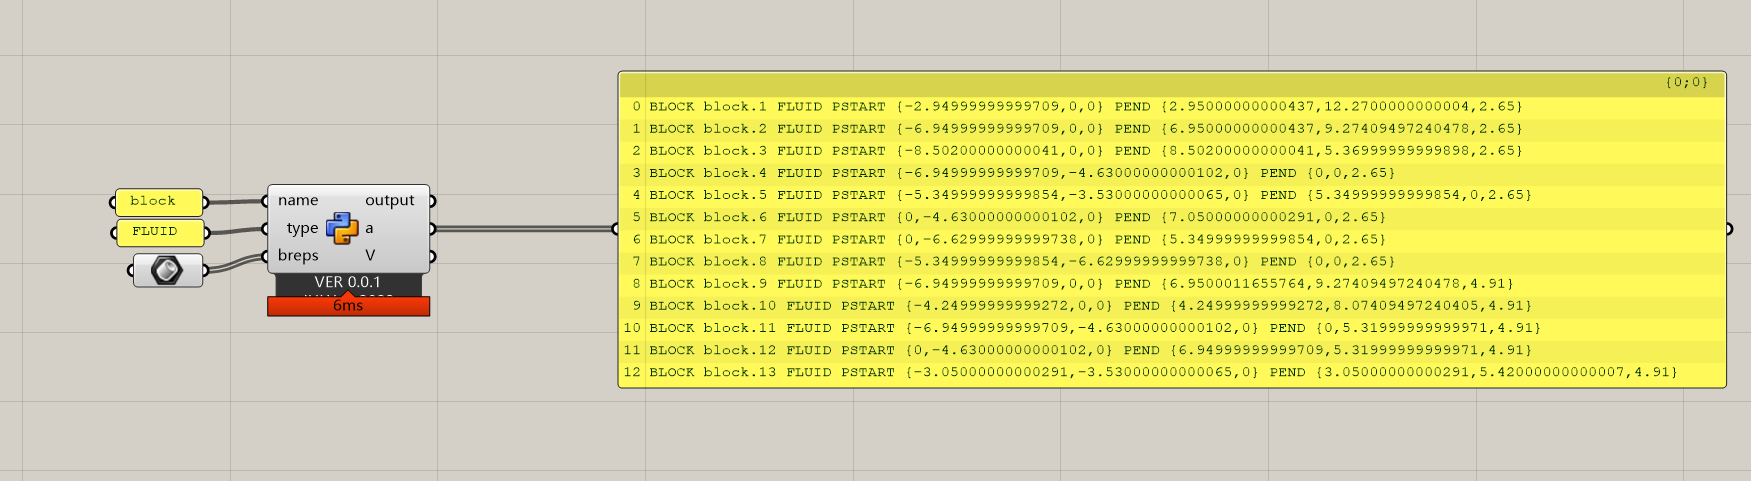 {0;0}
0 BLOCK block.1 FLUID PSTART {-2.94999999999709,0,0} PEND {2.95000000000437,12.2700000000004,2.65}
1 BLOCK block.2 FLUID PSTART {-6.94999999999709,0,0} PEND {6.95000000000437,9.27409497240478,2.65}
2 BLOCK block.3 FLUID PSTART {-8.50200000000041,0,0} PEND {8.50200000000041,5.36999999999898,2.65}
3 BLOCK block.4 FLUID PSTART {-6.94999999999709,-4.63000000000102,0} PEND {0,0,2.65}
4 BLOCK block.5 FLUID PSTART {-5.34999999999854,-3.53000000000065,0} PEND {5.34999999999854,0,2.65}
5 BLOCK block.6 FLUID PSTART {0,-4.63000000000102,0} PEND {7.05000000000291,0,2.65}
6 BLOCK block.7 FLUID PSTART {0,-6.62999999999738,0} PEND {5.34999999999854,0,2.65}
7 BLOCK block.8 FLUID PSTART {-5.34999999999854,-6.62999999999738,0} PEND {0,0,2.65}
8 BLOCK block.9 FLUID PSTART {-6.94999999999709,0,0} PEND {6.9500011655764,9.27409497240478,4.91}
9 BLOCK block.10 FLUID PSTART {-4.24999999999272,0,0} PEND {4.24999999999272,8.07409497240405,4.91}
10 BLOCK block.11 FLUID PSTART {-6.94999999999709,-4.63000000000102,0} PEND {0,5.31999999999971,4.91}
11 BLOCK block.12 FLUID PSTART {0,-4.63000000000102,0} PEND {6.94999999999709,5.31999999999971,4.91}
12 BLOCK block.13 FLUID PSTART {-3.05000000000291,-3.53000000000065,0} PEND {3.05000000000291,5.42000000000007,4.91}
block
FLUID
name output
type a
breps V
VER 0.0.1
6ms